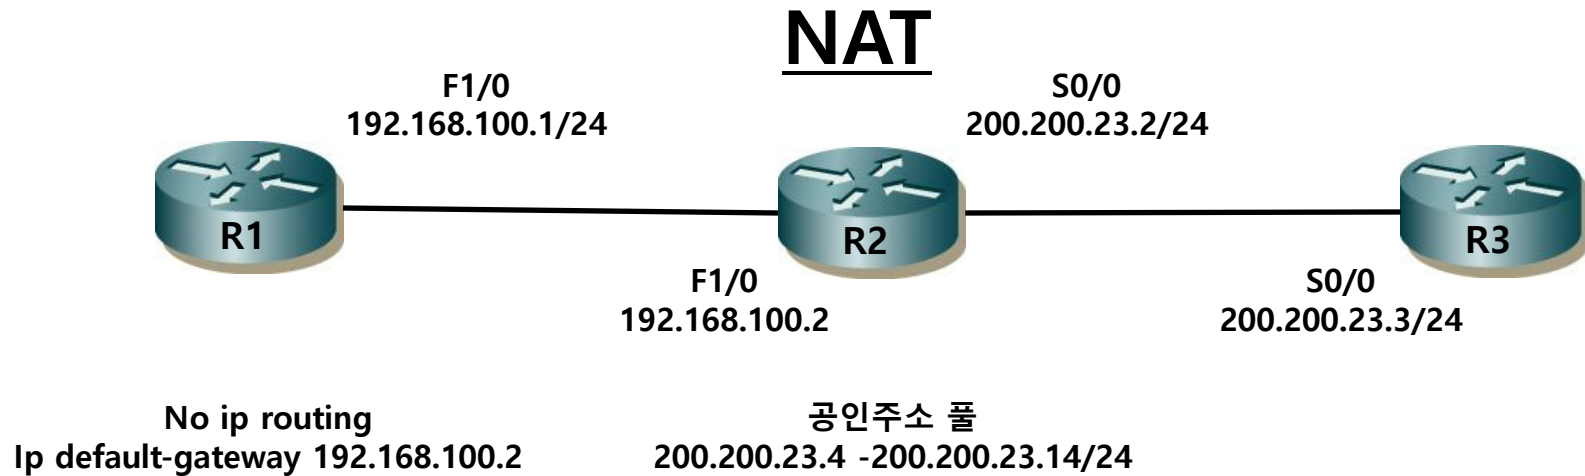 NAT
F1/0
192.168.100.1/24
S0/0
200.200.23.2/24
R1
R2
R3
F1/0
192.168.100.2
S0/0
200.200.23.3/24
No ip routing
Ip default-gateway 192.168.100.2
공인주소 풀
200.200.23.4 -200.200.23.14/24